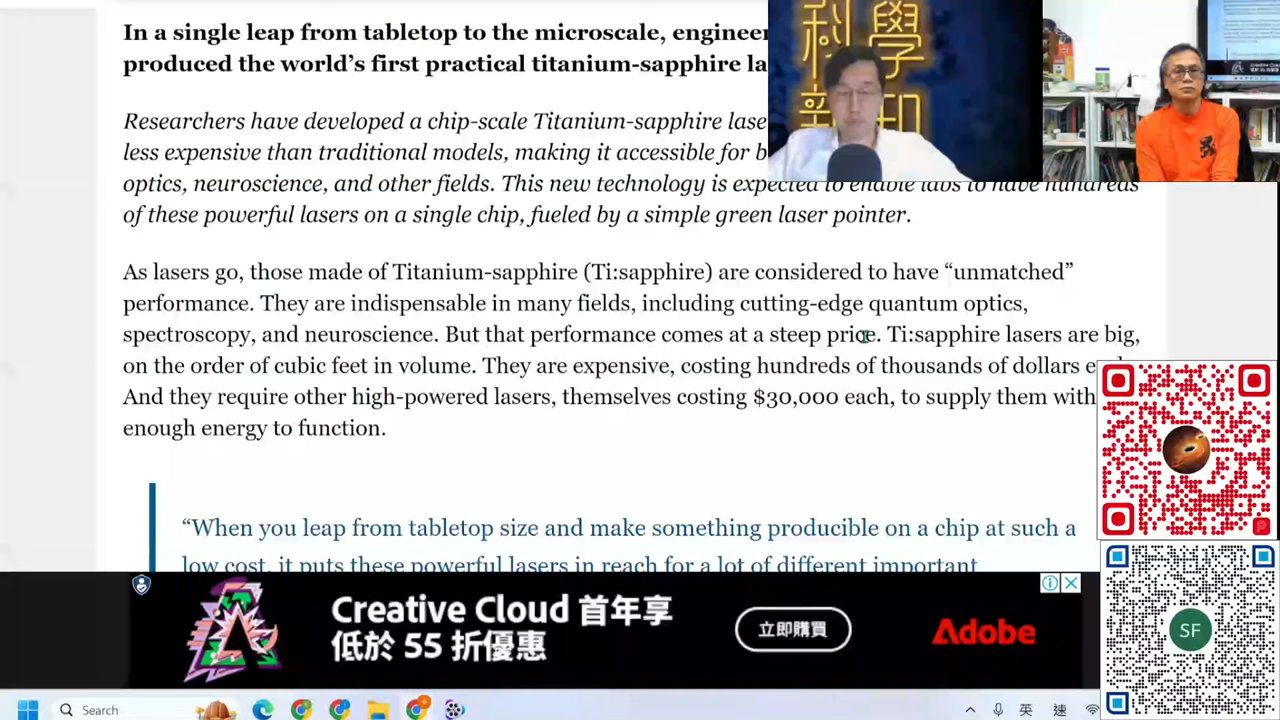 In a single leap from tabletop to the microscale, engineer
produced the world's first practical titanium-sapphire la
科學
新知
Researchers have developed a chip-scale Titanium-sapphire lase
less expensive than traditional models, making it accessible for b
optics, neuroscience, and other fields. This new technology is expected to enable labs to have hundreds
of these powerful lasers on a single chip, fueled by a simple green laser pointer.
As lasers go, those made of Titanium-sapphire (Ti:sapphire) are considered to have “unmatched”
performance. They are indispensable in many fields, including cutting-edge quantum optics,
spectroscopy, and neuroscience. But that performance comes at a steep price. Ti:sapphire lasers are big,
on the order of cubic feet in volume. They are expensive, costing hundreds of thousands of dollars
And they require other high-powered lasers, themselves costing $30,000 each, to supply them with
enough energy to function.
“When you leap from tabletop size and make something producible on a chip at such a
low cost, it puts these powerful lasers in reach for a lot of different important
Creative Cloud 首年享
低於 55 折優惠
立即購買
Adobe
SF
Search
英
速